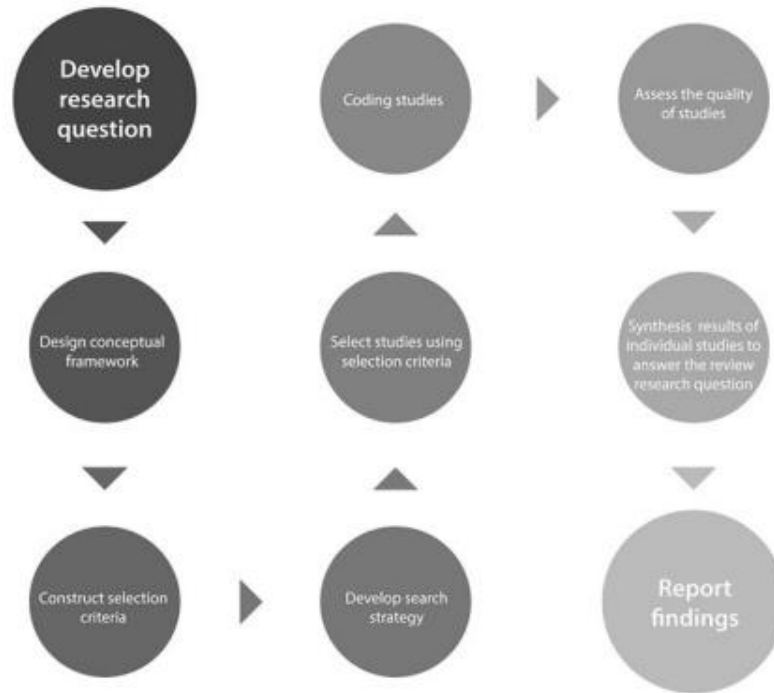 Develop
research
question
Design conceptual
framework
Construct selection
criteria
Develop search
strategy
Select studies using
selection criteria
Coding studies
Assess the quality
of studies
Synthesis results of
individual studies to
answer the review
research question
Report
findings